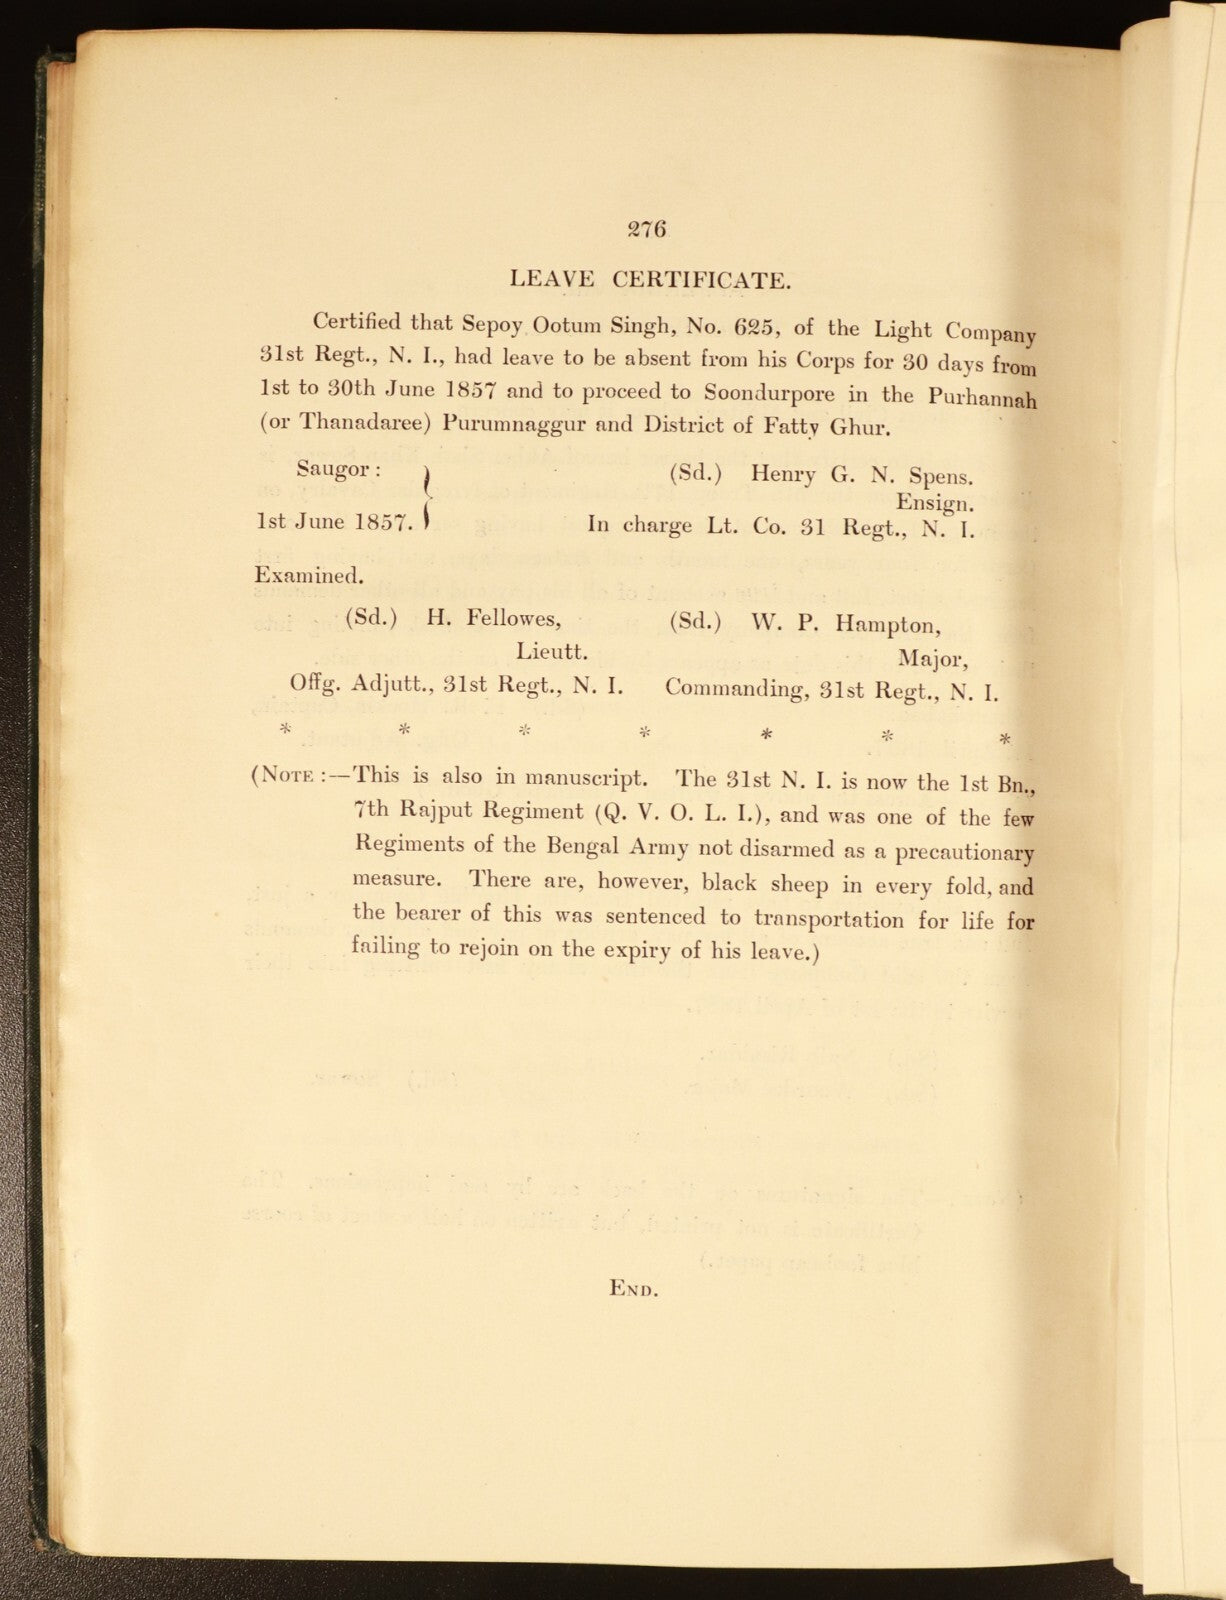 276
LEAVE CERTIFICATE.
Certified that Sepoy Ootum Singh, No. 625, of the Light Company
31st Regt., N. I., had leave to be absent from his Corps for 30 days from
1st to 30th June 1857 and to proceed to Soondurpore in the Purhannah
(or Thanadaree) Purumnaggur and District of Fatty Ghur.
Saugor : (Sd.) Henry G. N. Spens.
Ensign.
1st June 1857. In charge Lt. Co. 31 Regt., N. I.
Examined.
(Sd.) H. Fellowes, (Sd.) W. P. Hampton,
Lieutt. Major,
Offg. Adjutt., 31st Regt., N. I. Commanding, 31st Regt., N. I.
* * * * * * *
(NOTE :—This is also in manuscript. The 31st N. I. is now the 1st Bn.,
7th Rajput Regiment (Q. V. O. L. I.), and was one of the few
Regiments of the Bengal Army not disarmed as a precautionary
measure. There are, however, black sheep in every fold, and
the bearer of this was sentenced to transportation for life for
failing to rejoin on the expiry of his leave.)
END.